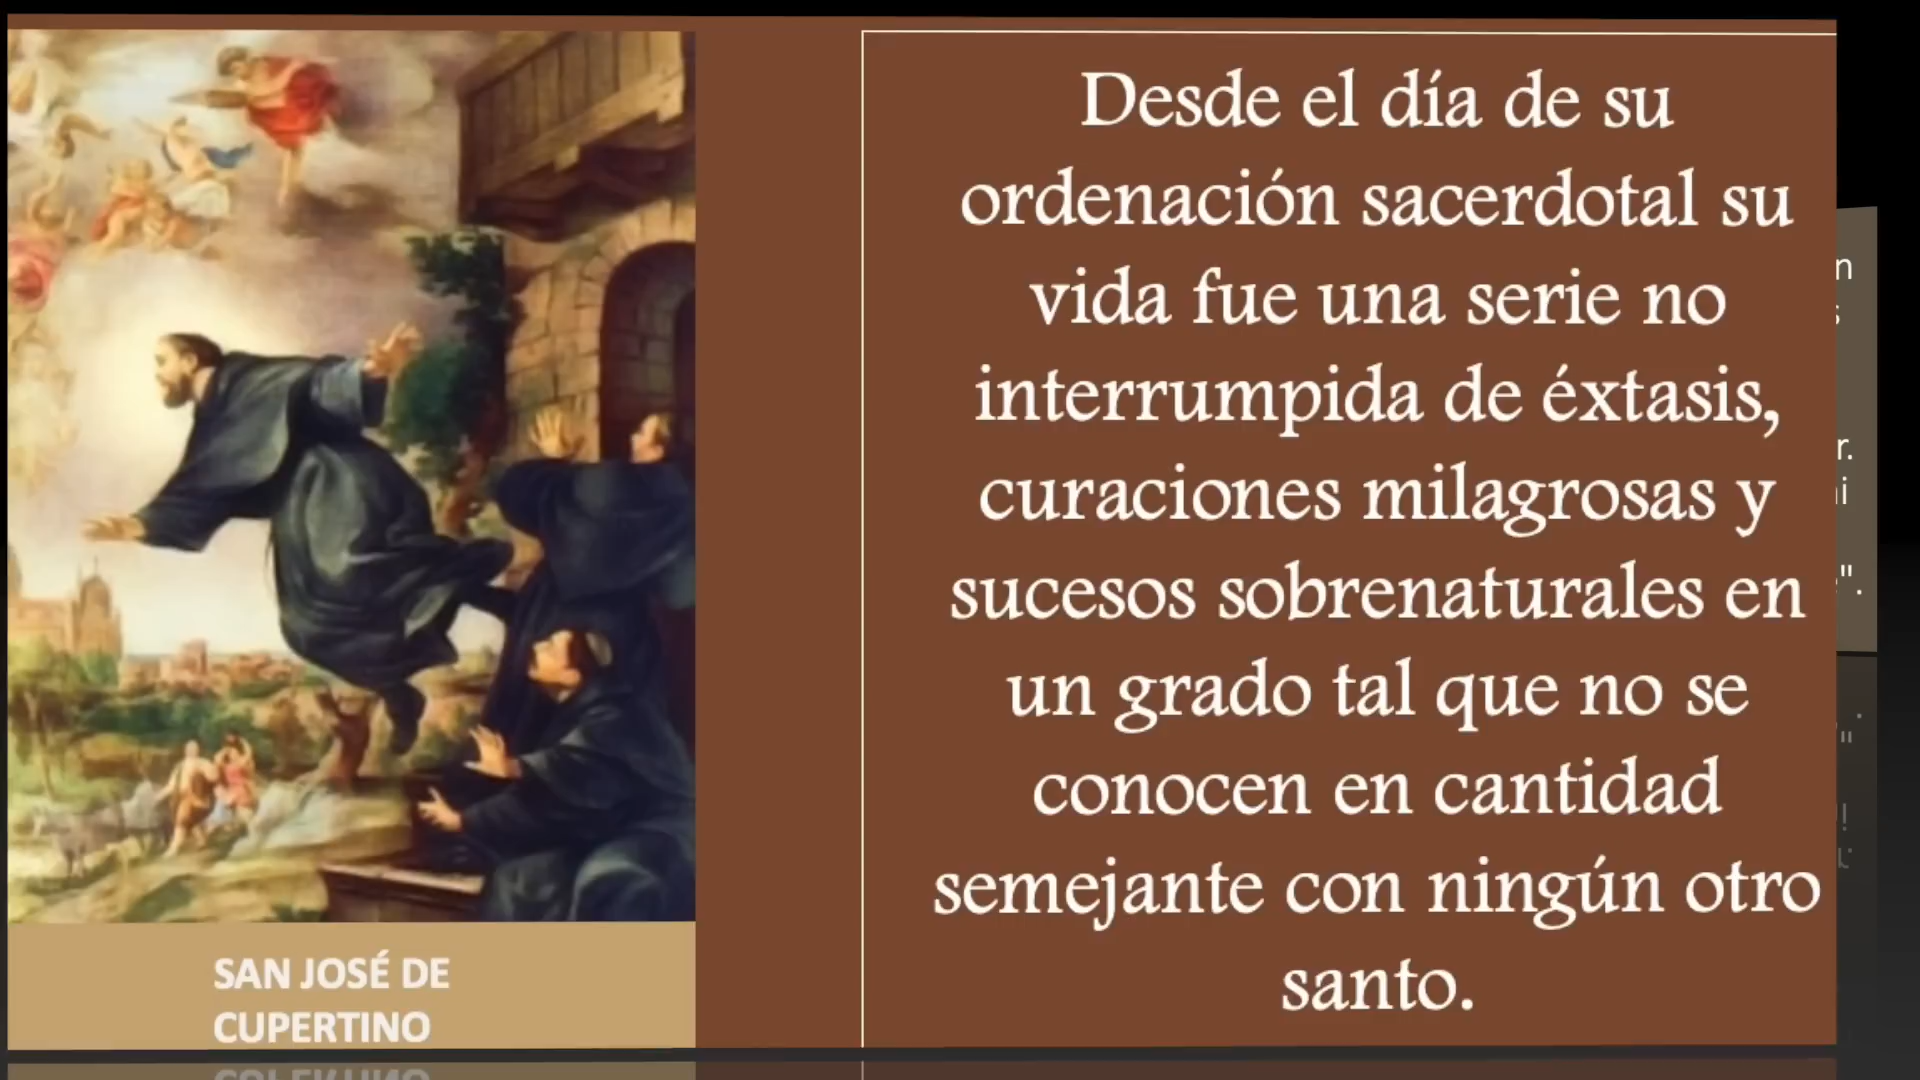 Desde el día de su
ordenación sacerdotal su
vida fue una serie no
interrumpida de éxtasis,
curaciones milagrosas y
sucesos sobrenaturales en
un grado tal que no se
conocen en cantidad
semejante con ningún otro
santo.
SAN JOSÉ DE
CUPERTINO